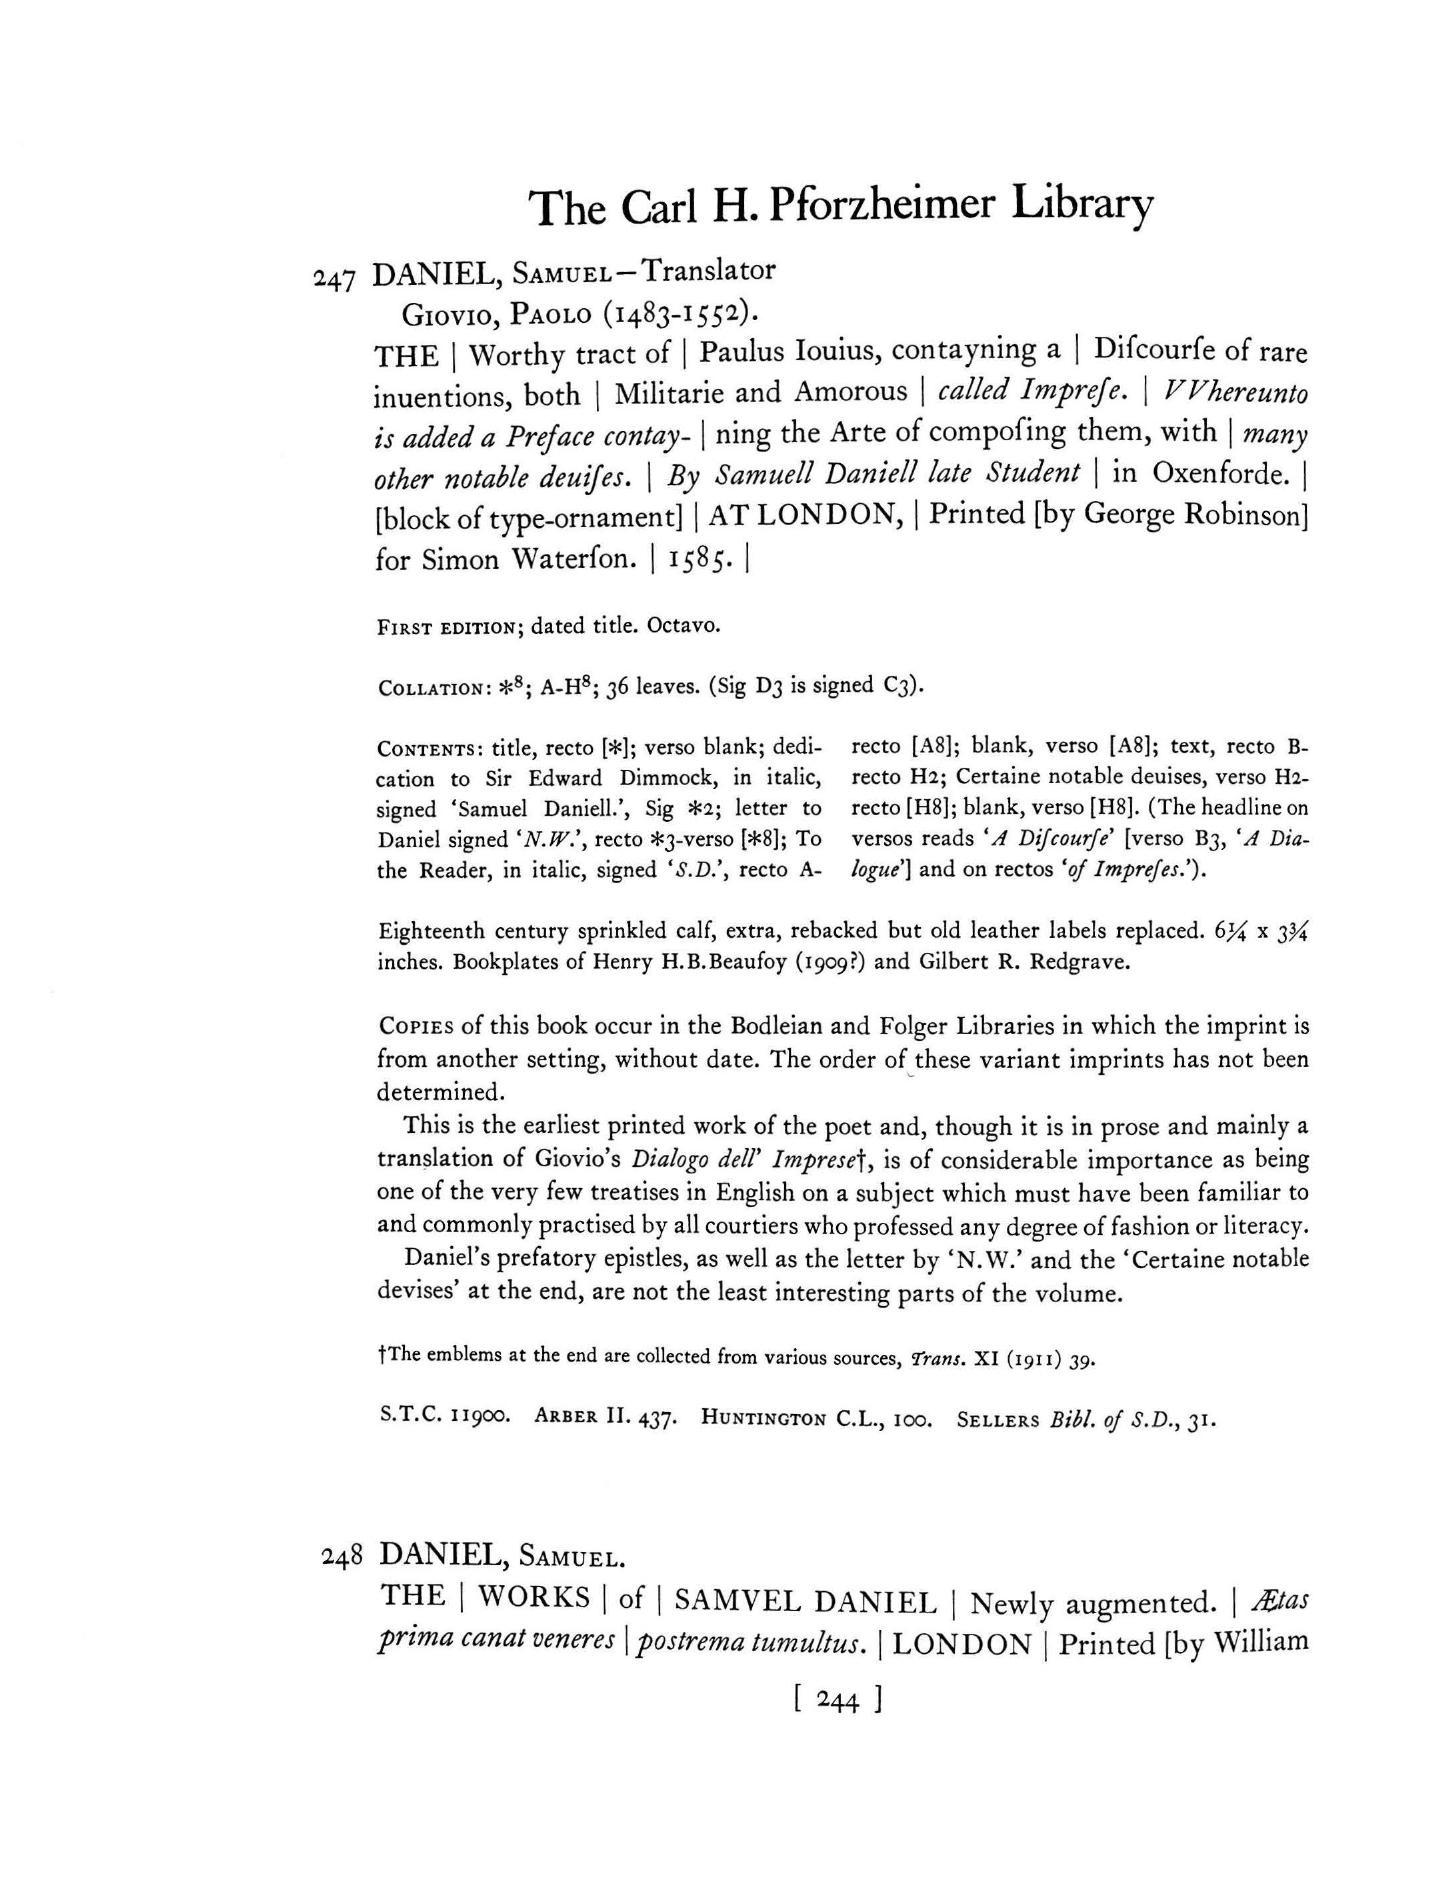 The Carl H. Pforzheimer Library
247 DANIEL, SAMUEL—Translator
GIOVIO, PAOLO (1483-1552).
THE | Worthy tract of | Paulus Iouius, contayning a | Diſcourſe of rare
inuentions, both | Militarie and Amorous | called Impreſe. | VVhereunto
is added a Preface contay- | ning the Arte of compoſing them, with | many
other notable deuiſes. | By Samuell Daniell late Student | in Oxenforde. |
[block of type-ornament] | AT LONDON, | Printed [by George Robinson]
for Simon Waterſon. | 1585. |
FIRST EDITION; dated title. Octavo.
COLLATION: *⁸; A-H⁸; 36 leaves. (Sig D3 is signed C3).
CONTENTS: title, recto [*]; verso blank; dedi-
cation to Sir Edward Dimmock, in italic,
signed ‘Samuel Daniell.’, Sig *2; letter to
Daniel signed ‘N.W.’, recto *3-verso [*8]; To
the Reader, in italic, signed ‘S.D.’, recto A-
recto [A8]; blank, verso [A8]; text, recto B-
recto H2; Certaine notable deuises, verso H2-
recto [H8]; blank, verso [H8]. (The headline on
versos reads ‘A Diſcourſe’ [verso B3, ‘A Dia-
logue’] and on rectos ‘of Impreſes.’).
Eighteenth century sprinkled calf, extra, rebacked but old leather labels replaced. 6¼ x 3¾
inches. Bookplates of Henry H.B.Beaufoy (1909?) and Gilbert R. Redgrave.
COPIES of this book occur in the Bodleian and Folger Libraries in which the imprint is
from another setting, without date. The order of these variant imprints has not been
determined.
This is the earliest printed work of the poet and, though it is in prose and mainly a
translation of Giovio’s Dialogo dell’ Imprese†, is of considerable importance as being
one of the very few treatises in English on a subject which must have been familiar to
and commonly practised by all courtiers who professed any degree of fashion or literacy.
Daniel’s prefatory epistles, as well as the letter by ‘N.W.’ and the ‘Certaine notable
devises’ at the end, are not the least interesting parts of the volume.
†The emblems at the end are collected from various sources, Trans. XI (1911) 39.
S.T.C. 11900. ARBER II. 437. HUNTINGTON C.L., 100. SELLERS Bibl. of S.D., 31.
248 DANIEL, SAMUEL.
THE | WORKS | of | SAMVEL DANIEL | Newly augmented. | Ætas
prima canat veneres | postrema tumultus. | LONDON | Printed [by William
[ 244 ]